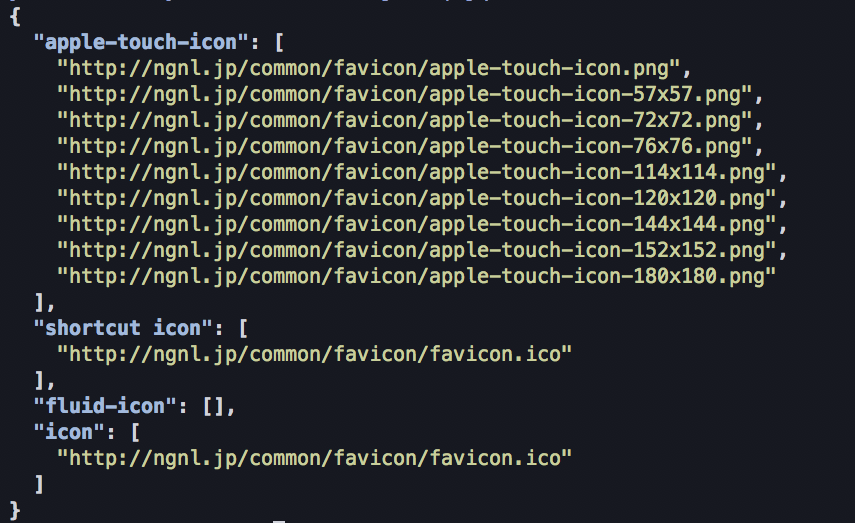 {
"apple-touch-icon": [
"http://ngnl.jp/common/favicon/apple-touch-icon.png",
"http://ngnl.jp/common/favicon/apple-touch-icon-57x57.png",
"http://ngnl.jp/common/favicon/apple-touch-icon-72x72.png",
"http://ngnl.jp/common/favicon/apple-touch-icon-76x76.png",
"http://ngnl.jp/common/favicon/apple-touch-icon-114x114.png",
"http://ngnl.jp/common/favicon/apple-touch-icon-120x120.png",
"http://ngnl.jp/common/favicon/apple-touch-icon-144x144.png",
"http://ngnl.jp/common/favicon/apple-touch-icon-152x152.png",
"http://ngnl.jp/common/favicon/apple-touch-icon-180x180.png"
],
"shortcut icon": [
"http://ngnl.jp/common/favicon/favicon.ico"
],
"fluid-icon": [],
"icon": [
"http://ngnl.jp/common/favicon/favicon.ico"
]
}